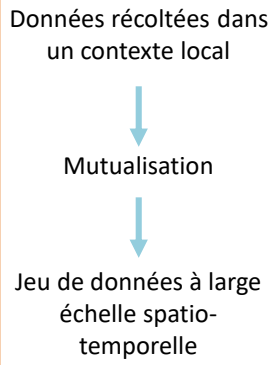 Données récoltées dans
un contexte local
Mutualisation
Jeu de données à large
échelle spatio-
temporelle